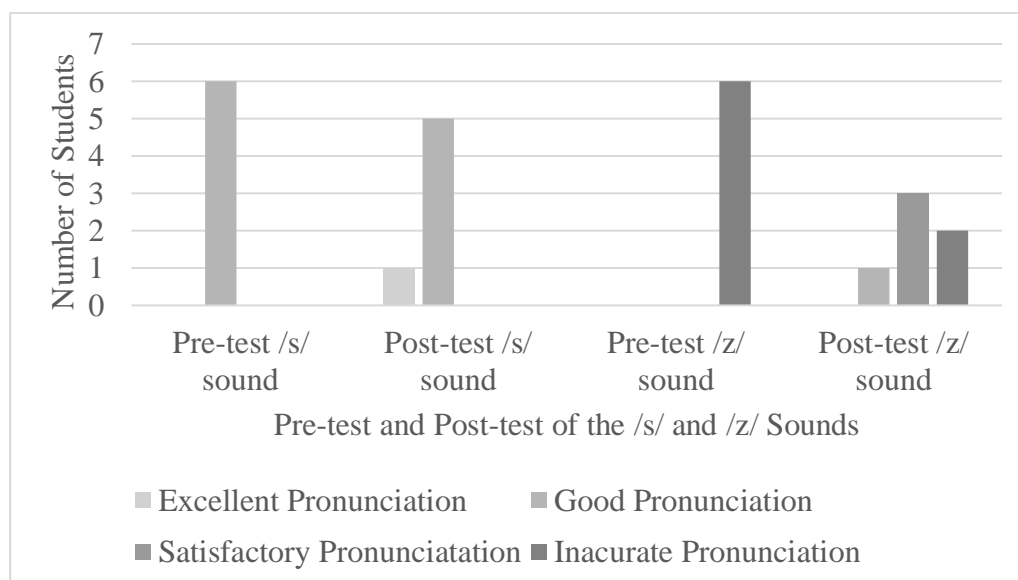 7
6
5
4
3
2
1
0
Number of Students
Pre-test /s/ sound
Post-test /s/ sound
Pre-test /z/ sound
Post-test /z/ sound
Pre-test and Post-test of the /s/ and /z/ Sounds
Excellent Pronunciation
Good Pronunciation
Satisfactory Pronunciatation
Inacurate Pronunciation